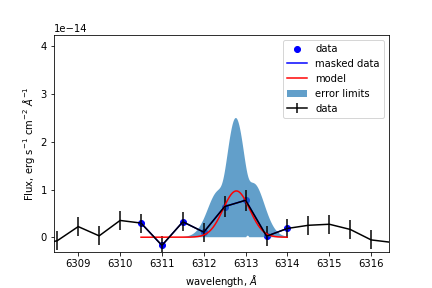 1e−14
4
3
2
1
0
Flux, erg s⁻¹ cm⁻² Å⁻¹
data
masked data
model
error limits
data
6309 6310 6311 6312 6313 6314 6315 6316
wavelength, Å